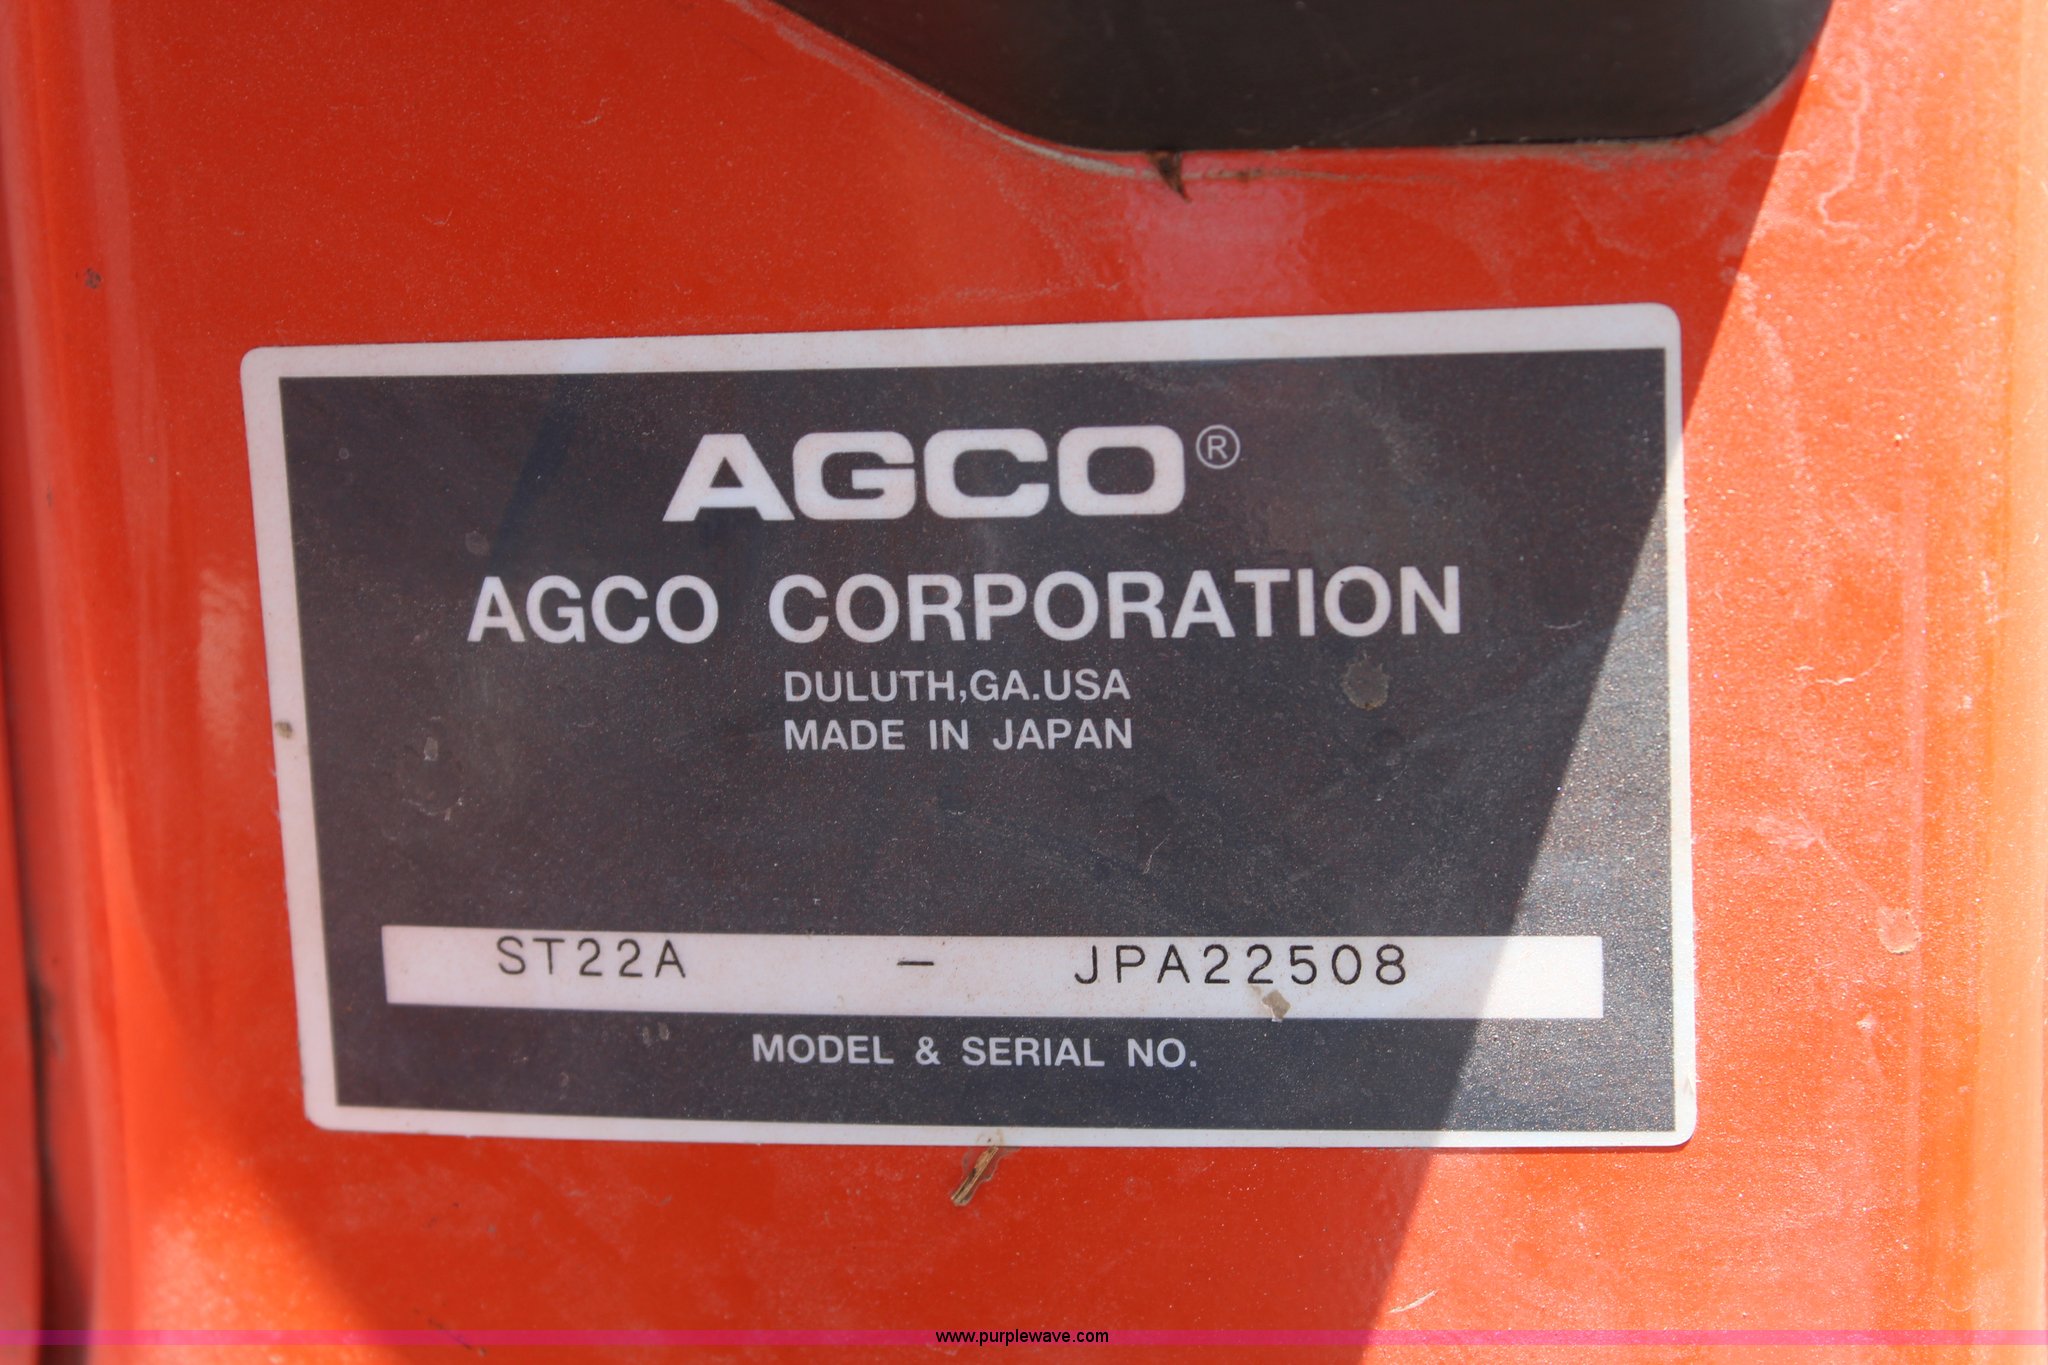 AGCO®
AGCO CORPORATION
DULUTH,GA.USA
MADE IN JAPAN
ST22A – JPA22508
MODEL & SERIAL NO.
www.purplewave.com